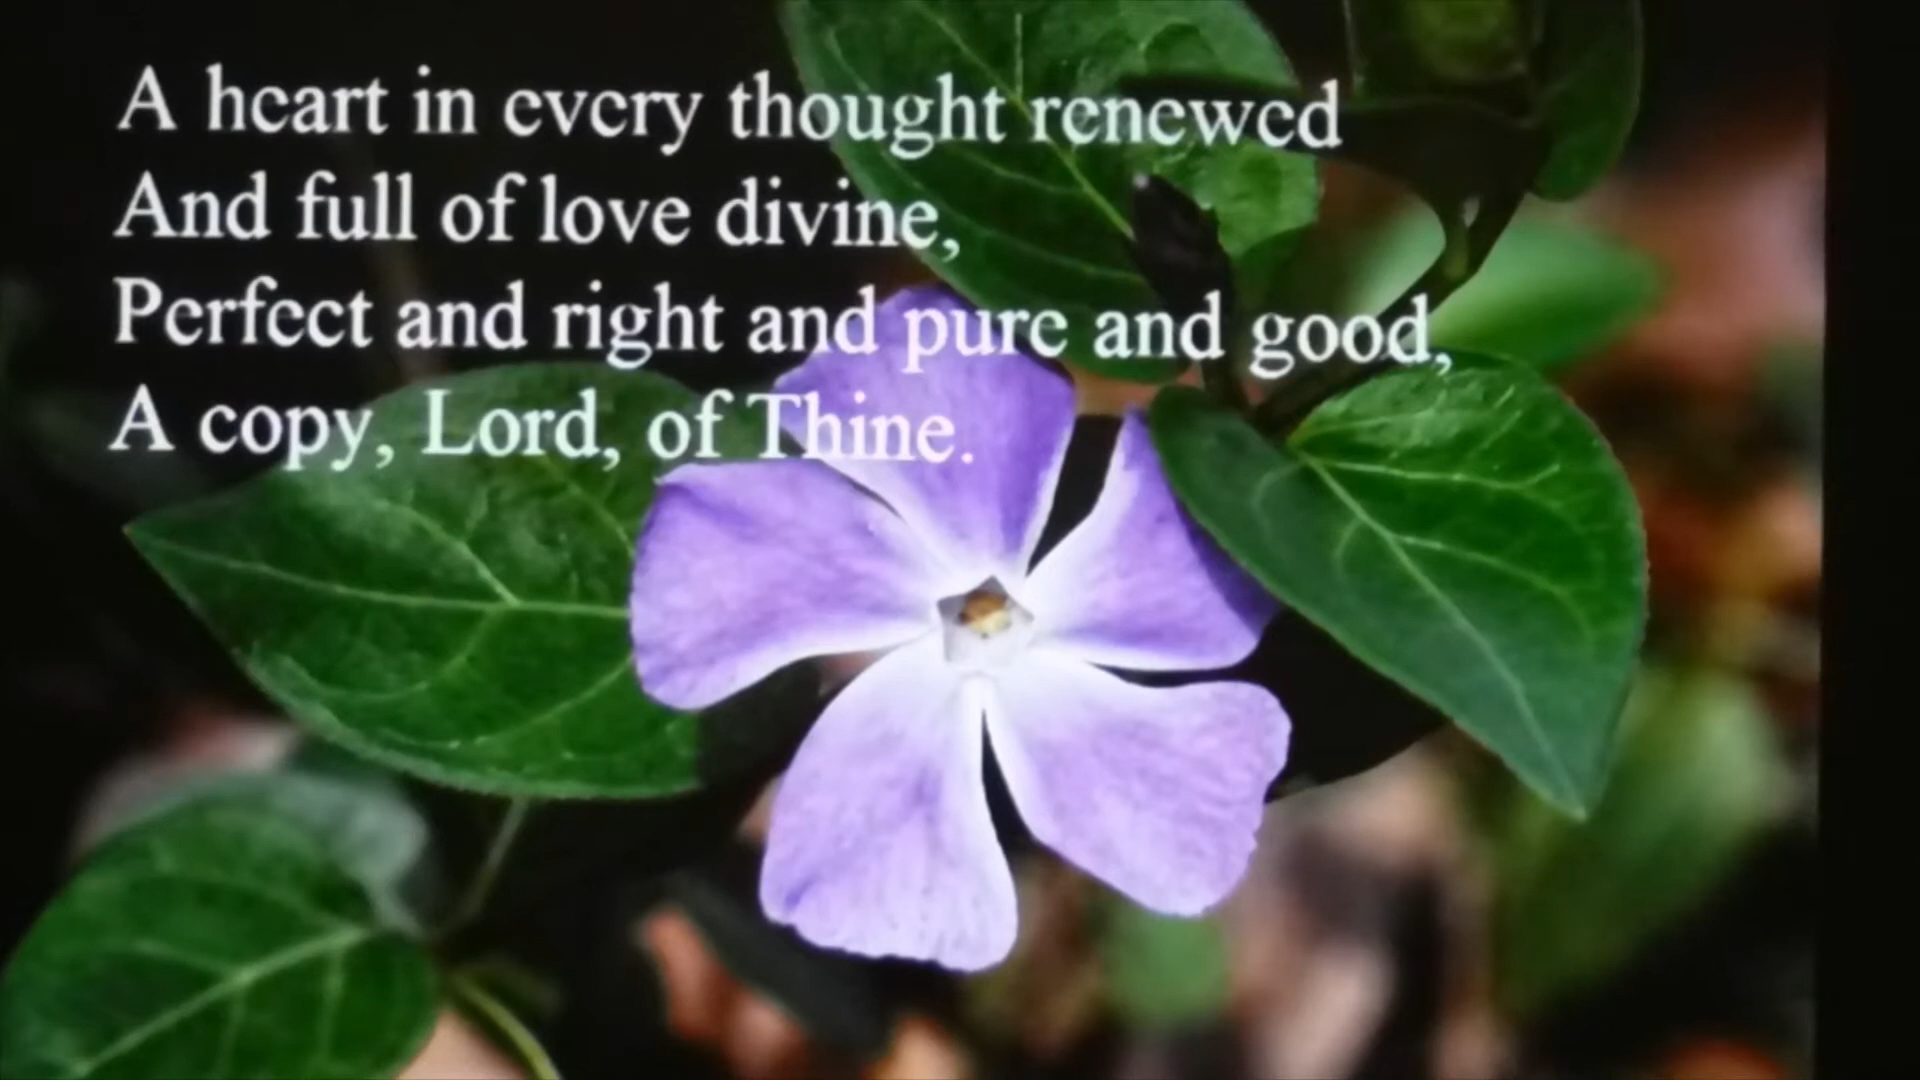 A heart in every thought renewed
And full of love divine,
Perfect and right and pure and good,
A copy, Lord, of Thine.